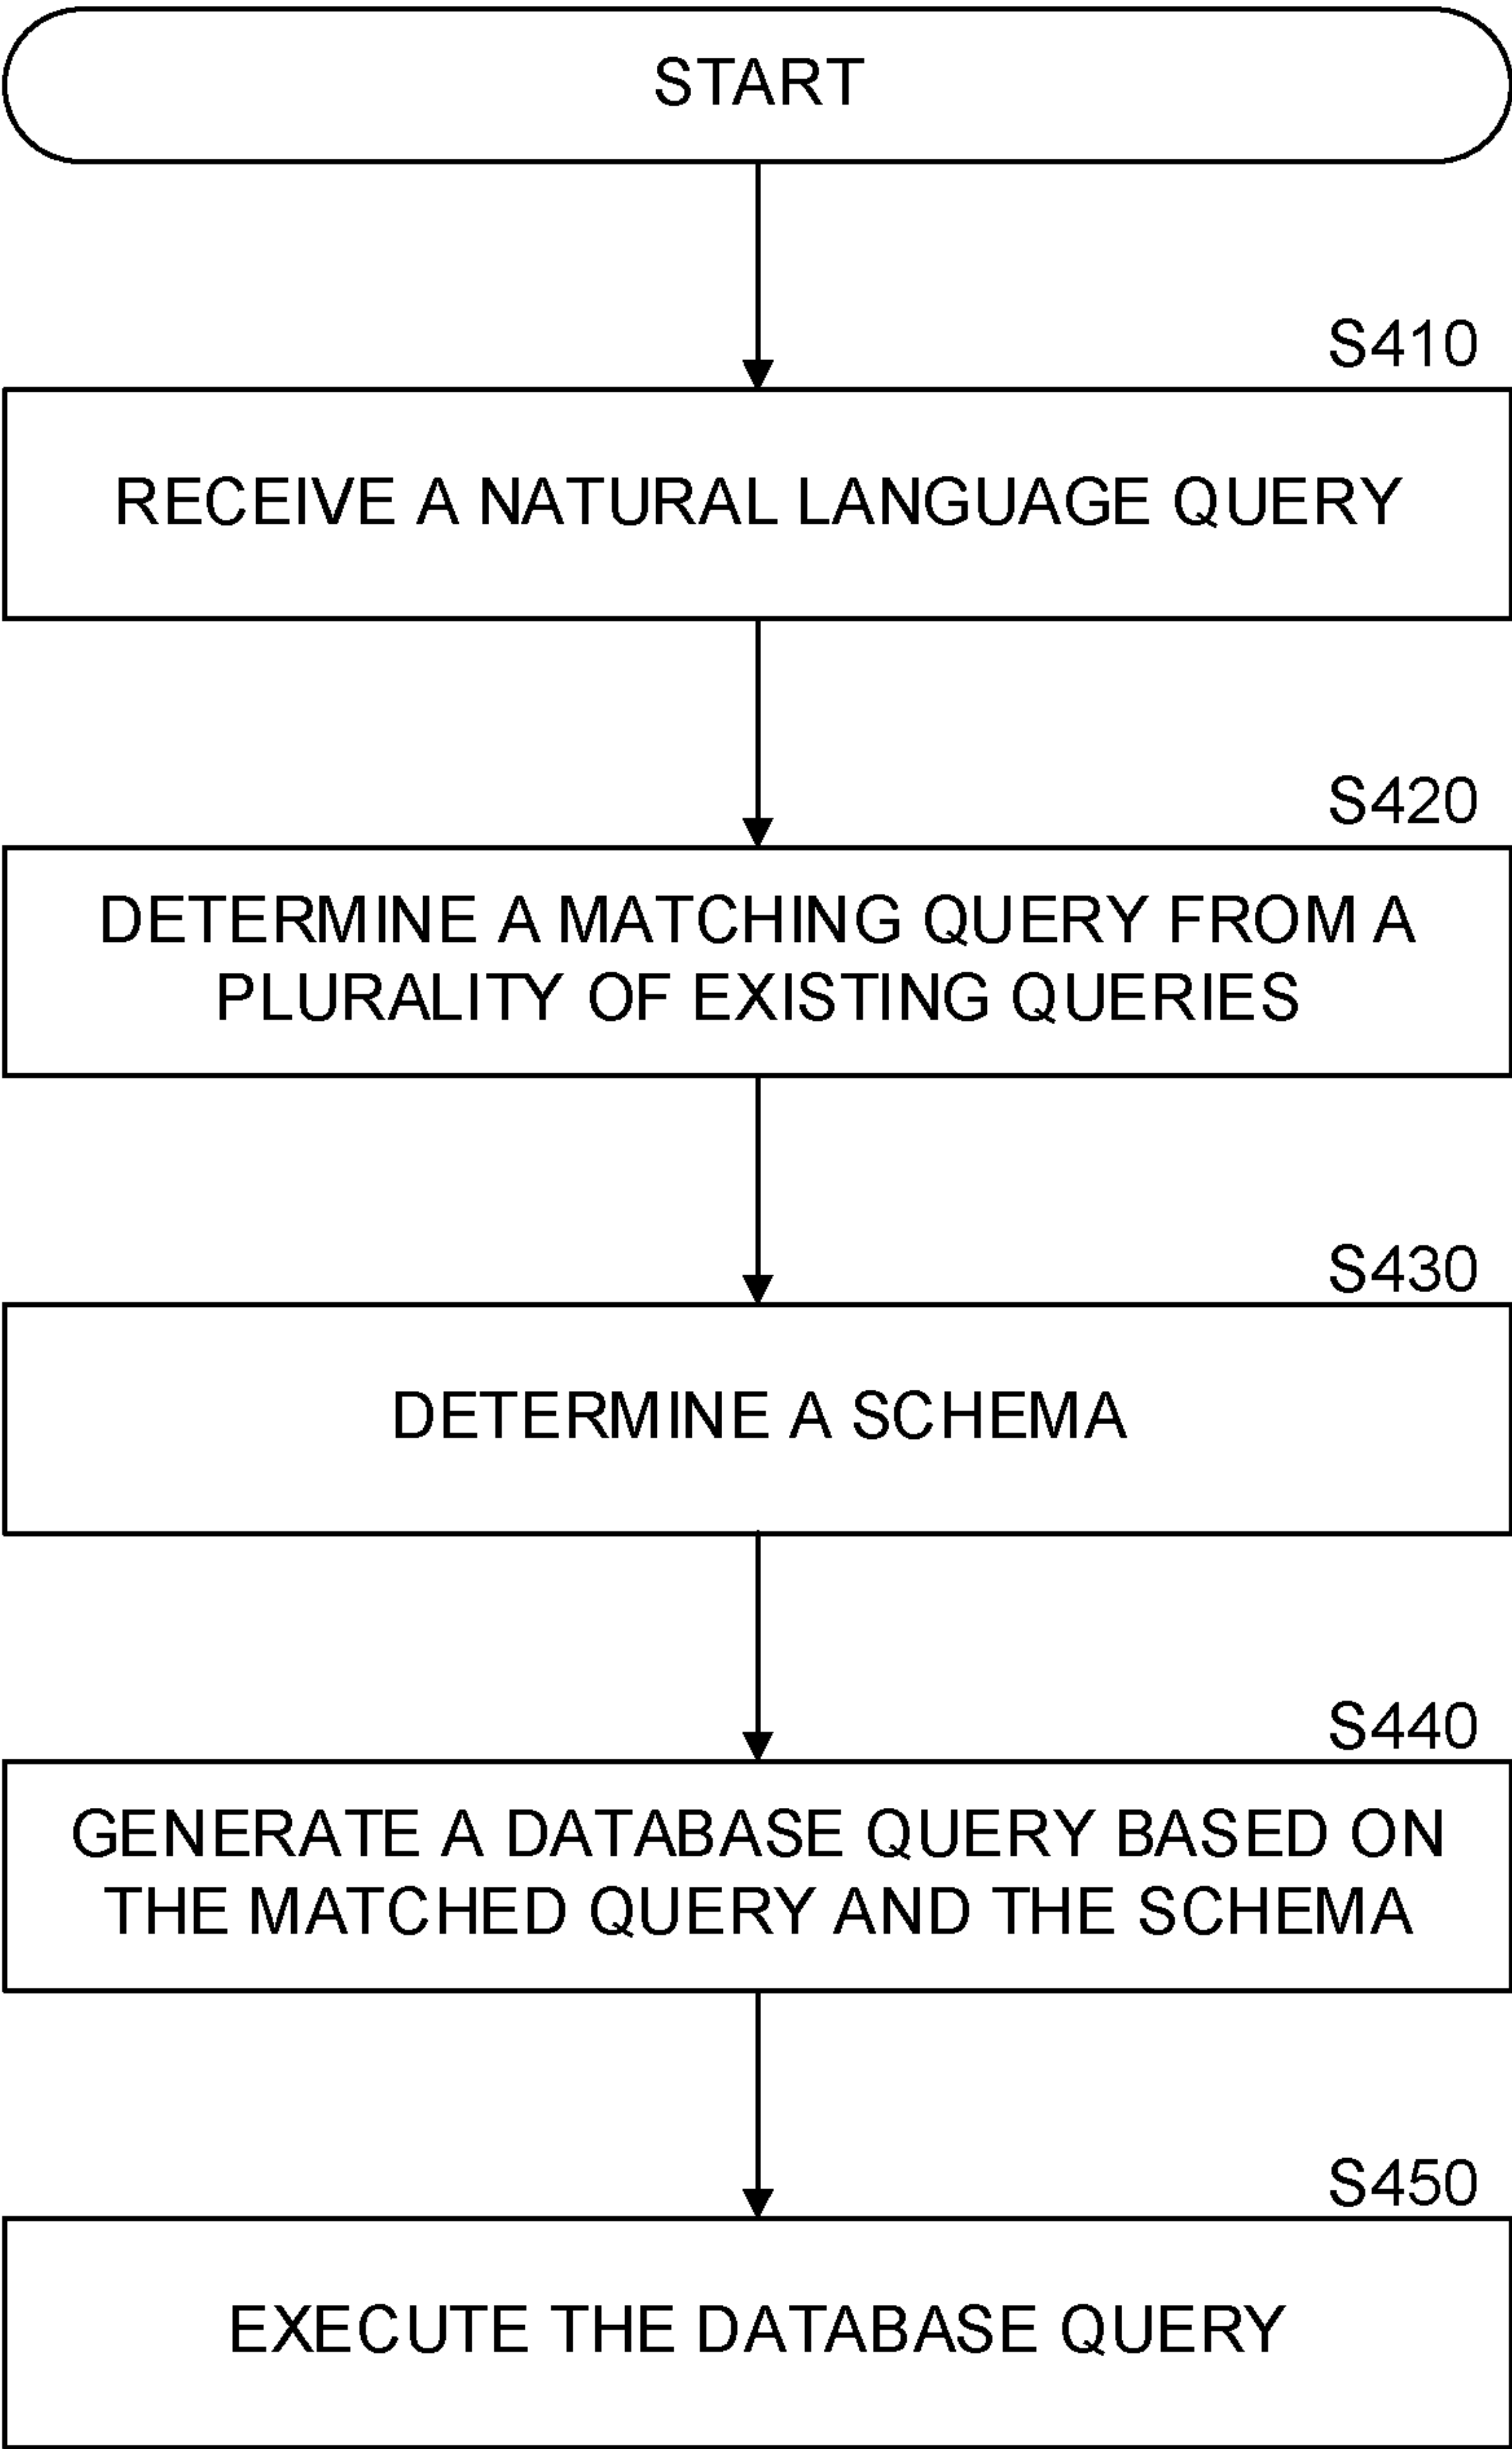 START
S410
RECEIVE A NATURAL LANGUAGE QUERY
S420
DETERMINE A MATCHING QUERY FROM A
PLURALITY OF EXISTING QUERIES
S430
DETERMINE A SCHEMA
S440
GENERATE A DATABASE QUERY BASED ON
THE MATCHED QUERY AND THE SCHEMA
S450
EXECUTE THE DATABASE QUERY